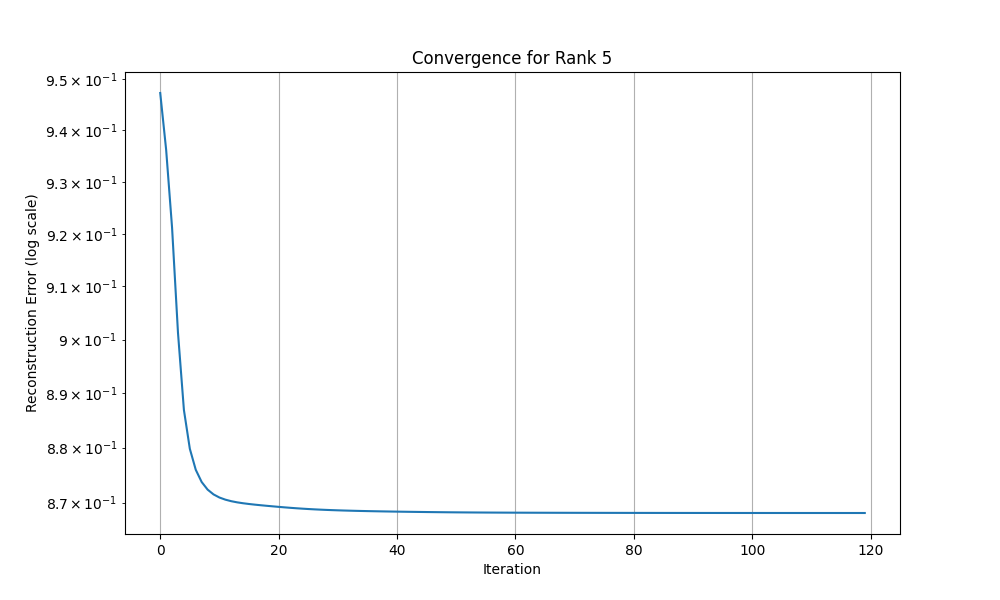 Convergence for Rank 5
Reconstruction Error (log scale)
9.5 × 10⁻¹
9.4 × 10⁻¹
9.3 × 10⁻¹
9.2 × 10⁻¹
9.1 × 10⁻¹
9 × 10⁻¹
8.9 × 10⁻¹
8.8 × 10⁻¹
8.7 × 10⁻¹
0 20 40 60 80 100 120
Iteration